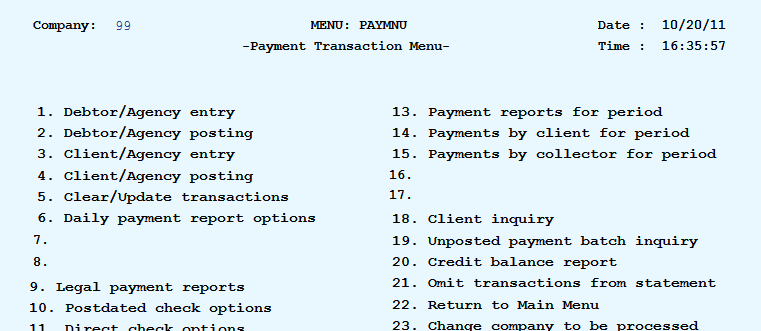 Company: 99 MENU: PAYMNU Date : 10/20/11
-Payment Transaction Menu- Time : 16:35:57
1. Debtor/Agency entry
2. Debtor/Agency posting
3. Client/Agency entry
4. Client/Agency posting
5. Clear/Update transactions
6. Daily payment report options
7.
8.
9. Legal payment reports
10. Postdated check options
11. Direct check options
13. Payment reports for period
14. Payments by client for period
15. Payments by collector for period
16.
17.
18. Client inquiry
19. Unposted payment batch inquiry
20. Credit balance report
21. Omit transactions from statement
22. Return to Main Menu
23. Change company to be processed